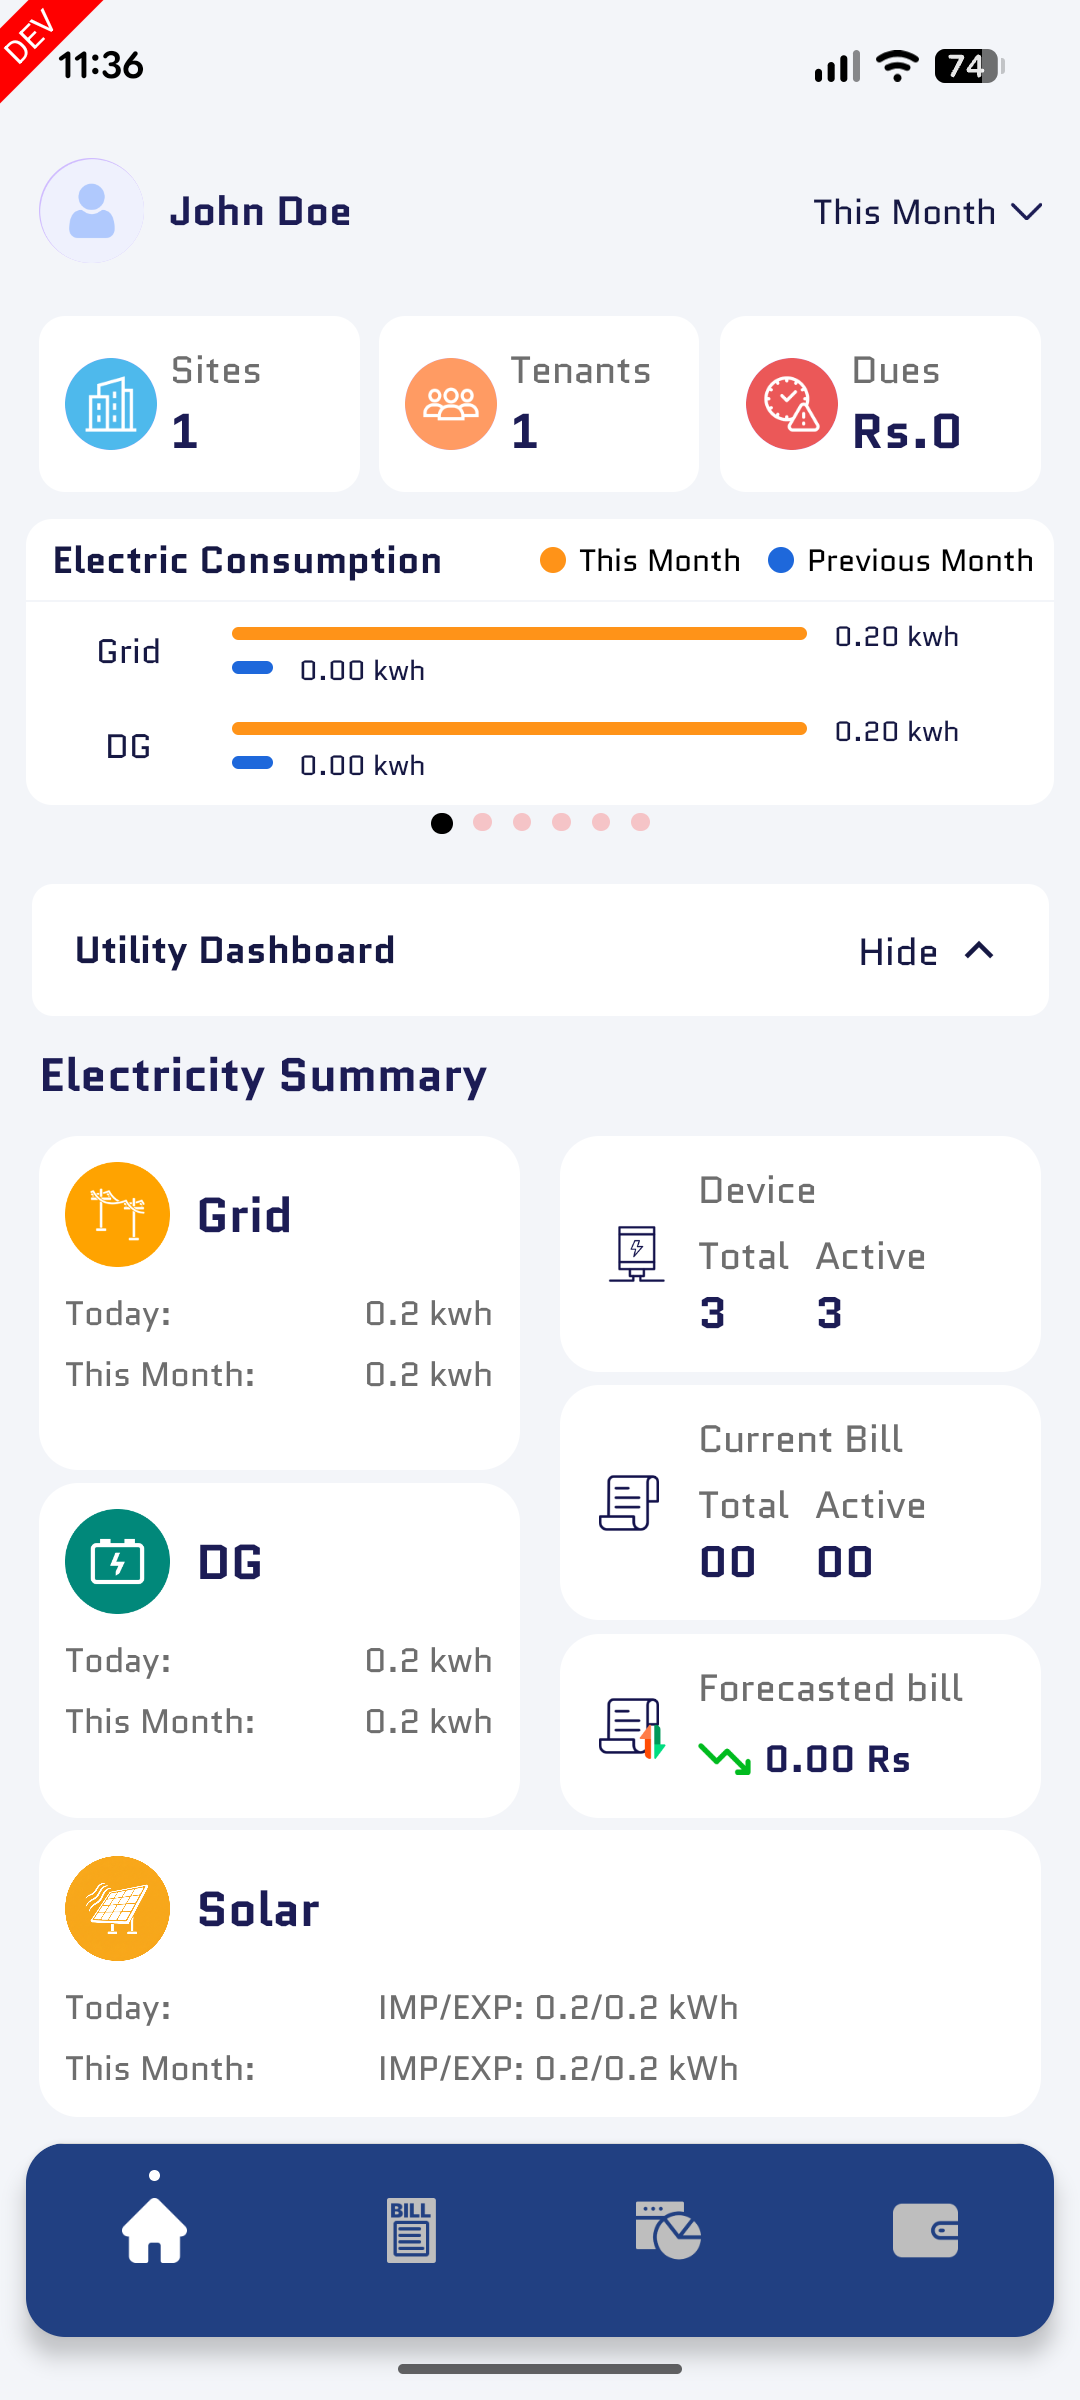 DEV
11:36
74
John Doe
This Month
Sites
1
Tenants
1
Dues
Rs.0
Electric Consumption
This Month
Previous Month
Grid
0.20 kwh
0.00 kwh
DG
0.20 kwh
0.00 kwh
Utility Dashboard
Hide
Electricity Summary
Grid
Today: 0.2 kwh
This Month: 0.2 kwh
Device
Total Active
3 3
Current Bill
Total Active
00 00
DG
Today: 0.2 kwh
This Month: 0.2 kwh
Forecasted bill
0.00 Rs
Solar
Today: IMP/EXP: 0.2/0.2 kWh
This Month: IMP/EXP: 0.2/0.2 kWh
BILL